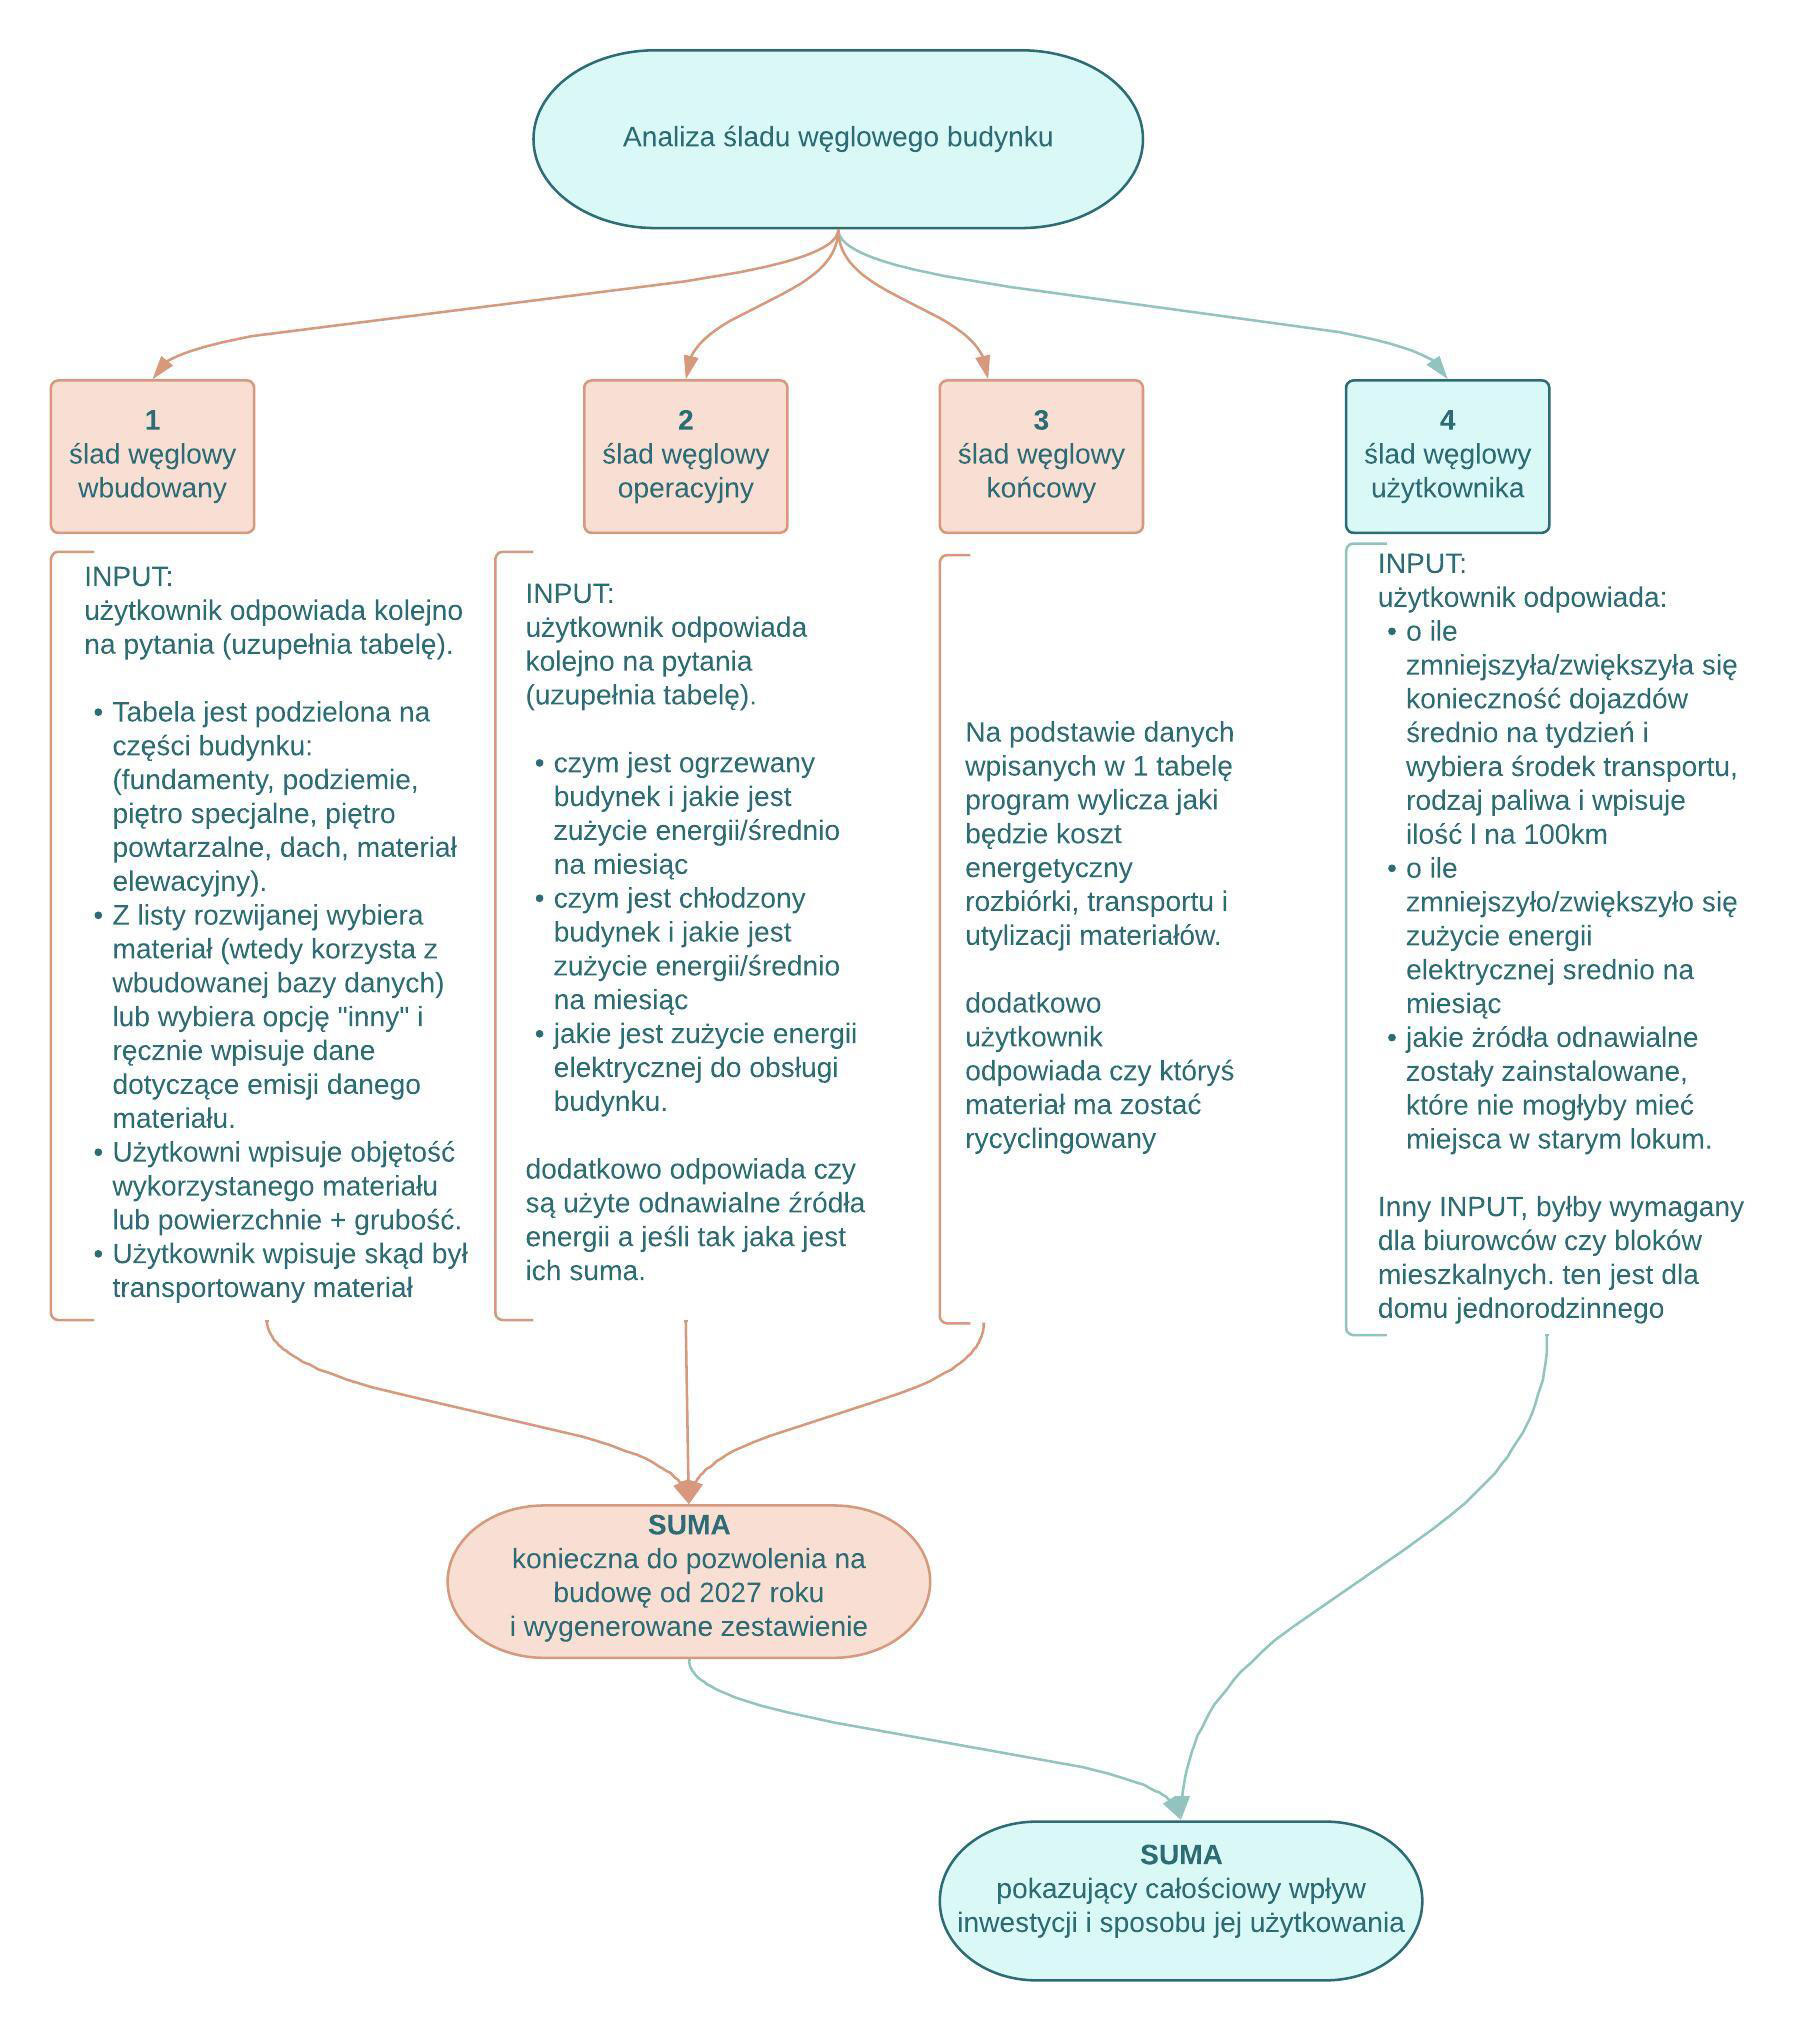 Analiza śladu węglowego budynku
1
ślad węglowy
wbudowany
2
ślad węglowy
operacyjny
3
ślad węglowy
końcowy
4
ślad węglowy
użytkownika
INPUT:
użytkownik odpowiada kolejno
na pytania (uzupełnia tabelę).
• Tabela jest podzielona na
części budynku:
(fundamenty, podziemie,
piętro specjalne, piętro
powtarzalne, dach, materiał
elewacyjny).
• Z listy rozwijanej wybiera
materiał (wtedy korzysta z
wbudowanej bazy danych)
lub wybiera opcję "inny" i
ręcznie wpisuje dane
dotyczące emisji danego
materiału.
• Użytkowni wpisuje objętość
wykorzystanego materiału
lub powierzchnie + grubość.
• Użytkownik wpisuje skąd był
transportowany materiał
INPUT:
użytkownik odpowiada
kolejno na pytania
(uzupełnia tabelę).
• czym jest ogrzewany
budynek i jakie jest
zużycie energii/średnio
na miesiąc
• czym jest chłodzony
budynek i jakie jest
zużycie energii/średnio
na miesiąc
• jakie jest zużycie energii
elektrycznej do obsługi
budynku.
dodatkowo odpowiada czy
są użyte odnawialne źródła
energii a jeśli tak jaka jest
ich suma.
Na podstawie danych
wpisanych w 1 tabelę
program wylicza jaki
będzie koszt
energetyczny
rozbiórki, transportu i
utylizacji materiałów.
dodatkowo
użytkownik
odpowiada czy któryś
materiał ma zostać
rycyclingowany
INPUT:
użytkownik odpowiada:
• o ile
zmniejszyła/zwiększyła się
konieczność dojazdów
średnio na tydzień i
wybiera środek transportu,
rodzaj paliwa i wpisuje
ilość l na 100km
• o ile
zmniejszyło/zwiększyło się
zużycie energii
elektrycznej srednio na
miesiąc
• jakie żródła odnawialne
zostały zainstalowane,
które nie mogłyby mieć
miejsca w starym lokum.
Inny INPUT, byłby wymagany
dla biurowców czy bloków
mieszkalnych. ten jest dla
domu jednorodzinnego
SUMA
konieczna do pozwolenia na
budowę od 2027 roku
i wygenerowane zestawienie
SUMA
pokazujący całościowy wpływ
inwestycji i sposobu jej użytkowania